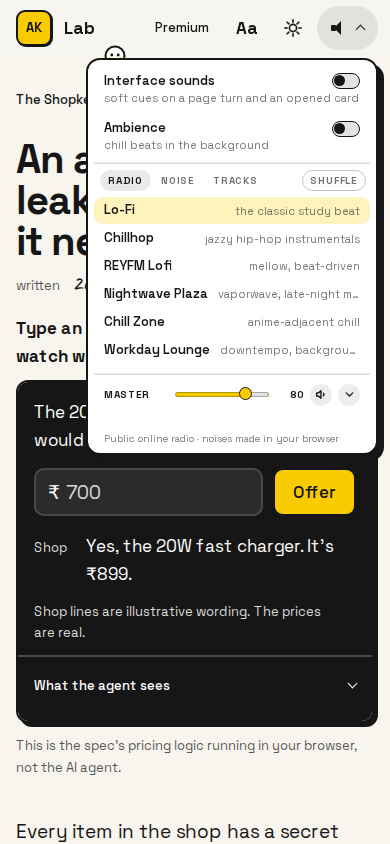 AK Lab Premium Aa
Interface sounds
soft cues on a page turn and an opened card
Ambience
chill beats in the background
RADIO NOISE TRACKS SHUFFLE
Lo-Fi the classic study beat
Chillhop jazzy hip-hop instrumentals
REYFM Lofi mellow, beat-driven
Nightwave Plaza vaporwave, late-night m…
Chill Zone anime-adjacent chill
Workday Lounge downtempo, backgrou…
MASTER 80
Public online radio · noises made in your browser
The Shopke
An a
leak
it ne
written
Type an
watch w
The 20
would
₹ 700 Offer
Shop Yes, the 20W fast charger. It's
₹899.
Shop lines are illustrative wording. The prices
are real.
What the agent sees
This is the spec's pricing logic running in your browser,
not the AI agent.
Every item in the shop has a secret